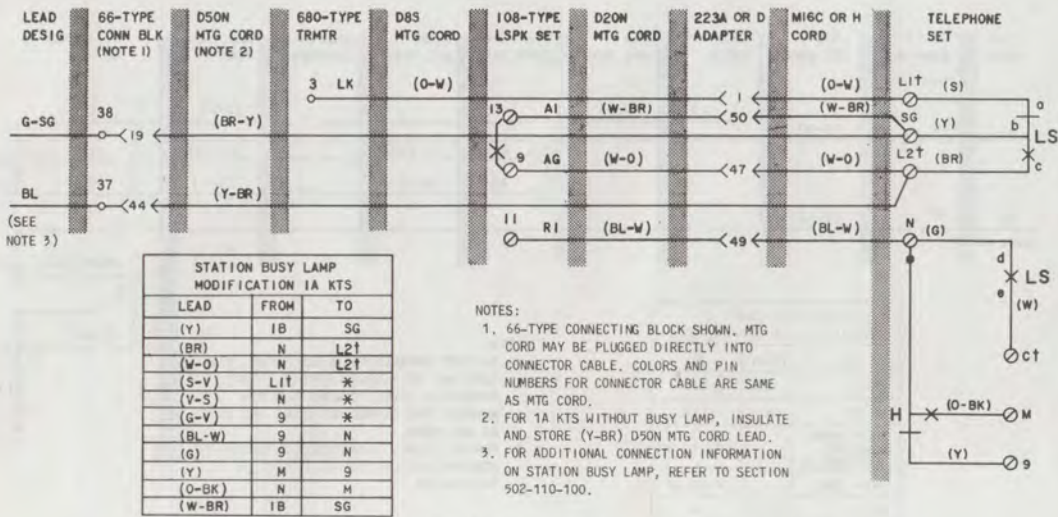 LEAD DESIG
66-TYPE CONN BLK (NOTE 1)
D50N MTG CORD (NOTE 2)
680-TYPE TRMTR
D8S MTG CORD
108-TYPE LSPK SET
D20N MTG CORD
223A OR D ADAPTER
M16C OR H CORD
TELEPHONE SET
3 LK (O-W) 1 (O-W) L1† (S)
a
13 A1 (W-BR) 50 (W-BR) SG
G-SG 38 19 (BR-Y) (Y) b LS
9 AG (W-O) 47 (W-O) L2† (BR) c
BL 37 44 (Y-BR)
(SEE NOTE 3)
11 R1 (BL-W) 49 (BL-W) N (G)
d
LS
e
(W)
C†
H (O-BK) M
(Y) 9
STATION BUSY LAMP
MODIFICATION 1A KTS
LEAD FROM TO
(Y) 1B SG
(BR) N L2†
(W-O) N L2†
(S-V) L1† *
(V-S) N *
(G-V) 9 *
(BL-W) 9 N
(G) 9 N
(Y) M 9
(O-BK) N M
(W-BR) 1B SG
NOTES:
1. 66-TYPE CONNECTING BLOCK SHOWN. MTG
CORD MAY BE PLUGGED DIRECTLY INTO
CONNECTOR CABLE. COLORS AND PIN
NUMBERS FOR CONNECTOR CABLE ARE SAME
AS MTG CORD.
2. FOR 1A KTS WITHOUT BUSY LAMP, INSULATE
AND STORE (Y-BR) D50N MTG CORD LEAD.
3. FOR ADDITIONAL CONNECTION INFORMATION
ON STATION BUSY LAMP, REFER TO SECTION
502-110-100.